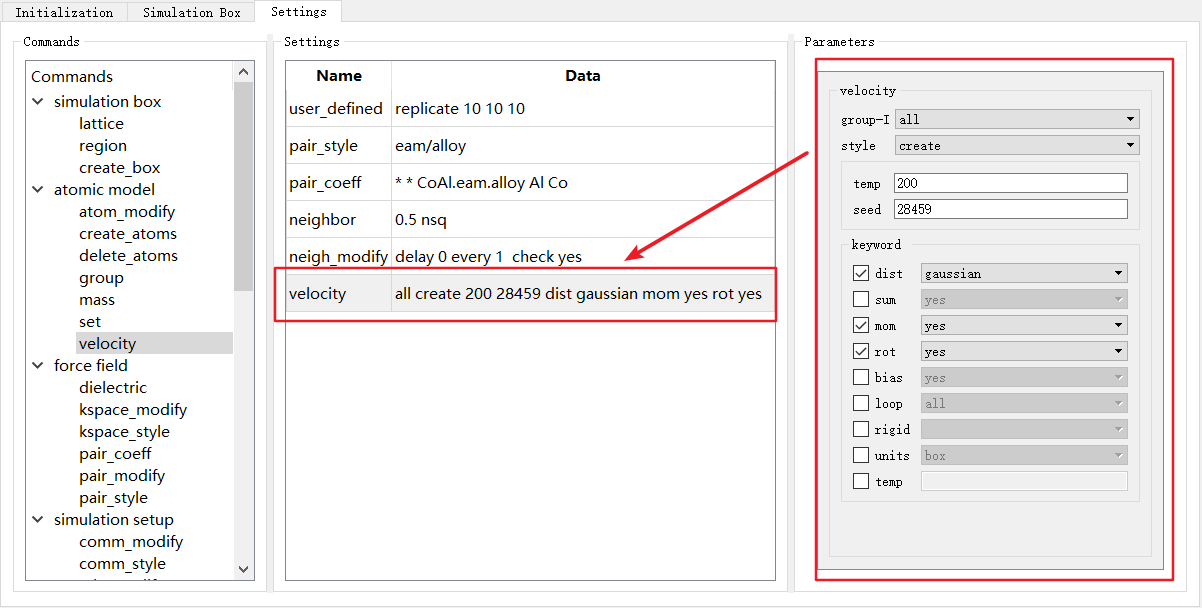 Initialization
Simulation Box
Settings
Commands
Commands
simulation box
lattice
region
create_box
atomic model
atom_modify
create_atoms
delete_atoms
group
mass
set
velocity
force field
dielectric
kspace_modify
kspace_style
pair_coeff
pair_modify
pair_style
simulation setup
comm_modify
comm_style
Settings
Name Data
user_defined replicate 10 10 10
pair_style eam/alloy
pair_coeff * * CoAl.eam.alloy Al Co
neighbor 0.5 nsq
neigh_modify delay 0 every 1  check yes
velocity all create 200 28459 dist gaussian mom yes rot yes
Parameters
velocity
group-I all
style create
temp 200
seed 28459
keyword
dist gaussian
sum yes
mom yes
rot yes
bias yes
loop all
rigid
units box
temp